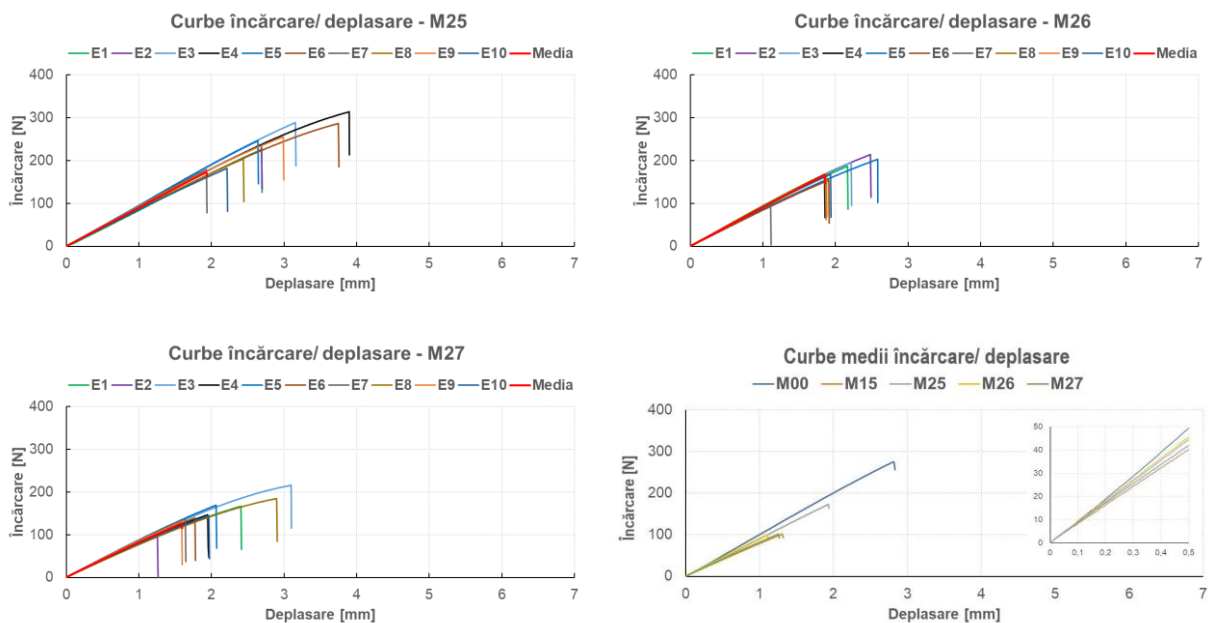 Curbe încărcare/ deplasare - M25
E1 E2 E3 E4 E5 E6 E7 E8 E9 E10 Media
400
300
200
100
0
Încărcare [N]
0 1 2 3 4 5 6 7
Deplasare [mm]
Curbe încărcare/ deplasare - M26
E1 E2 E3 E4 E5 E6 E7 E8 E9 E10 Media
400
300
200
100
0
Încărcare [N]
0 1 2 3 4 5 6 7
Deplasare [mm]
Curbe încărcare/ deplasare - M27
E1 E2 E3 E4 E5 E6 E7 E8 E9 E10 Media
400
300
200
100
0
Încărcare [N]
0 1 2 3 4 5 6 7
Deplasare [mm]
Curbe medii încărcare/ deplasare
M00 M15 M25 M26 M27
400
300
200
100
0
Încărcare [N]
0 1 2 3 4 5 6 7
Deplasare [mm]
50
40
30
20
10
0
0 0,1 0,2 0,3 0,4 0,5